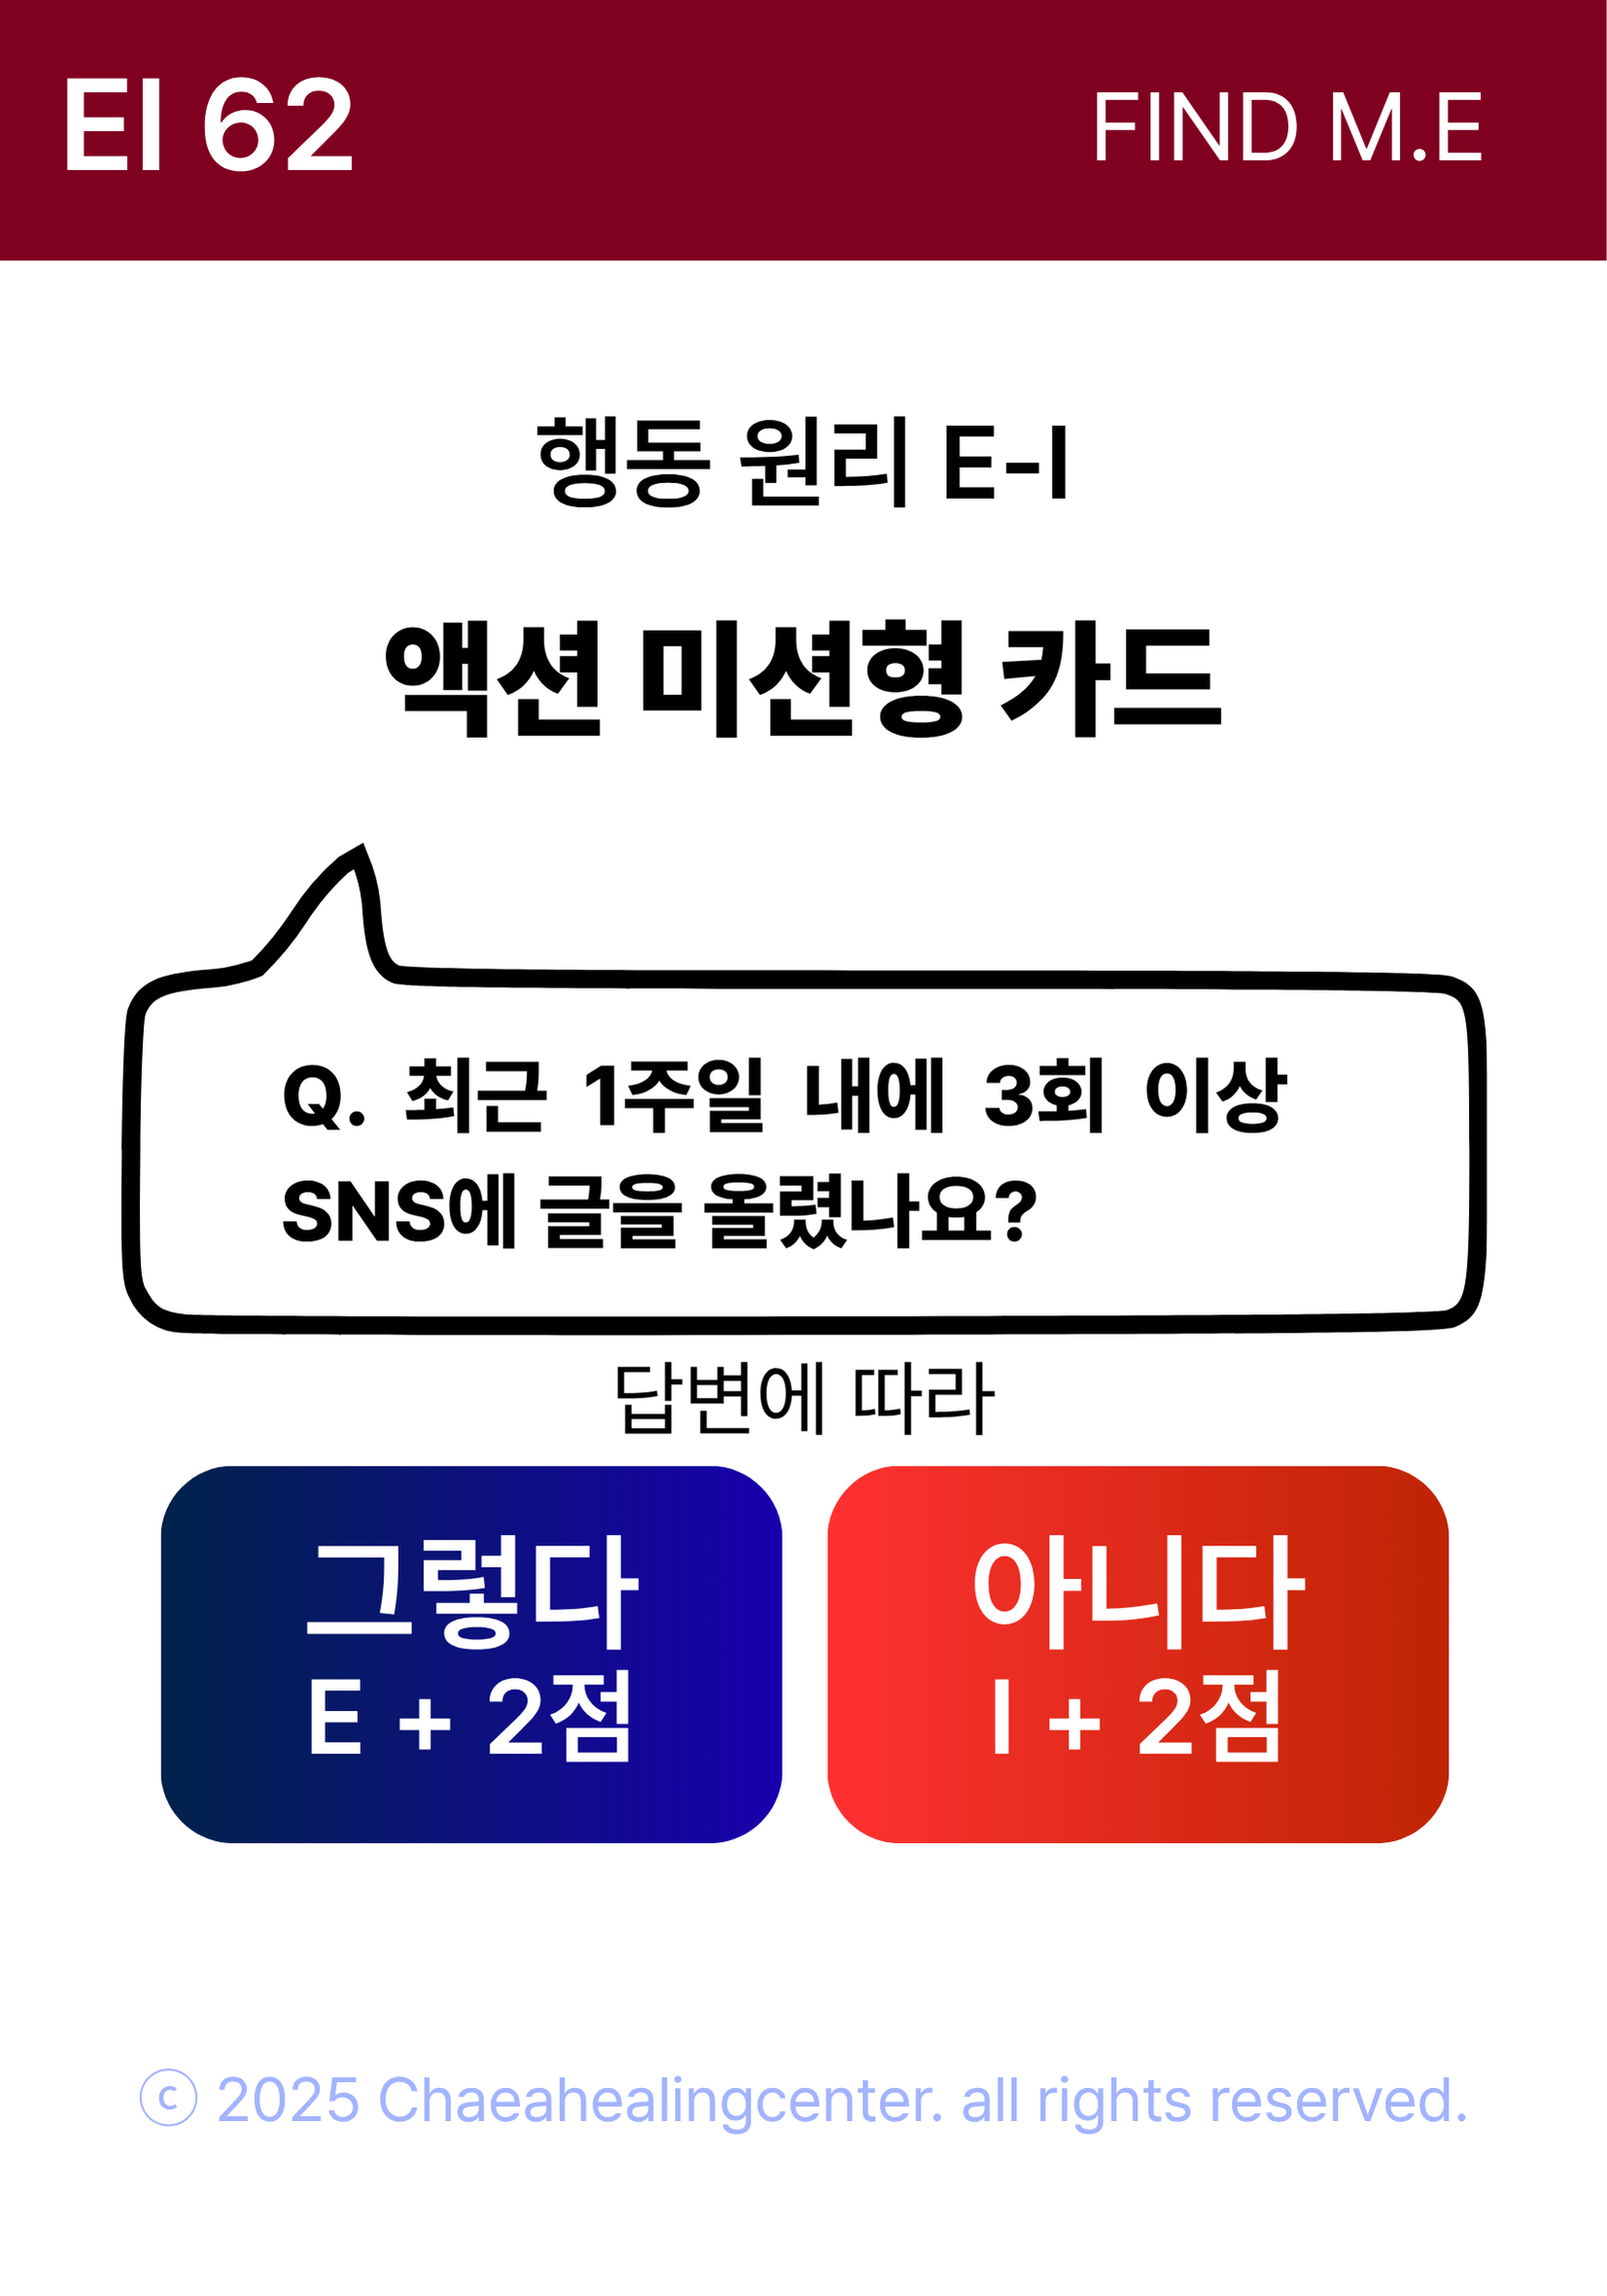 EI 62
FIND M.E
행동 원리 E-I
액션 미션형 카드
Q. 최근 1주일 내에 3회 이상
SNS에 글을 올렸나요?
답변에 따라
그렇다
E + 2점
아니다
I + 2점
© 2025 Chaeahealingcenter. all rights reserved.